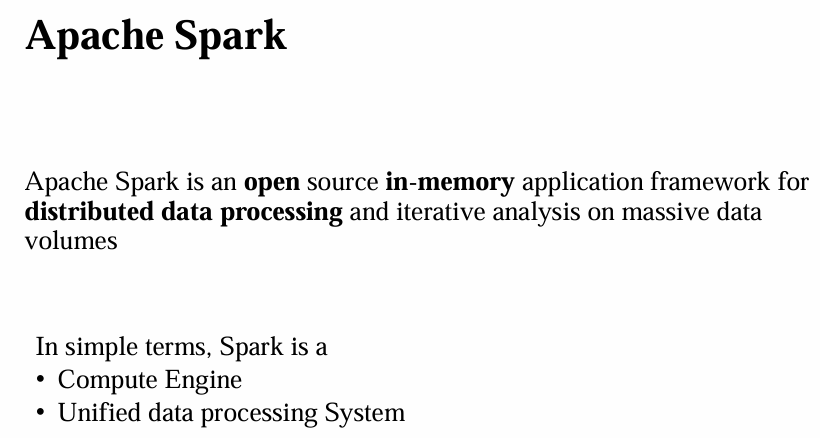 Apache Spark
Apache Spark is an open source in-memory application framework for
distributed data processing and iterative analysis on massive data
volumes
In simple terms, Spark is a
• Compute Engine
• Unified data processing System